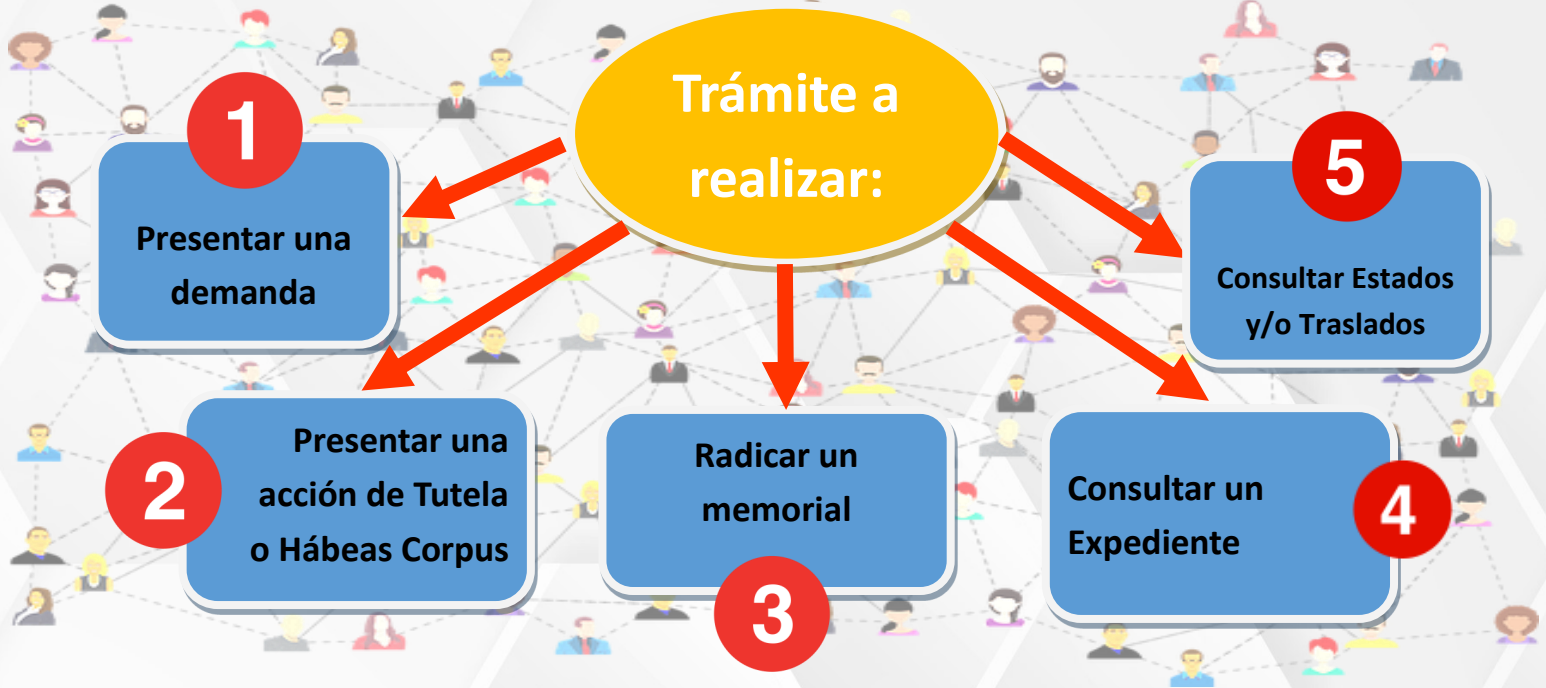 Trámite a
realizar:
1
Presentar una
demanda
2
Presentar una
acción de Tutela
o Hábeas Corpus
3
Radicar un
memorial
4
Consultar un
Expediente
5
Consultar Estados
y/o Traslados